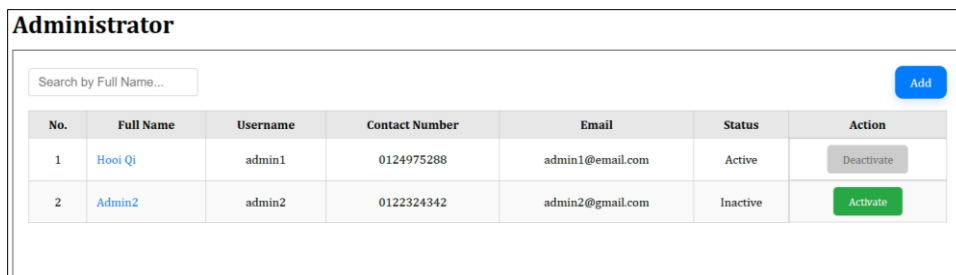 Administrator
Search by Full Name...
Add
No. Full Name Username Contact Number Email Status Action
1 Hooi Qi admin1 0124975288 admin1@email.com Active Deactivate
2 Admin2 admin2 0122324342 admin2@gmail.com Inactive Activate